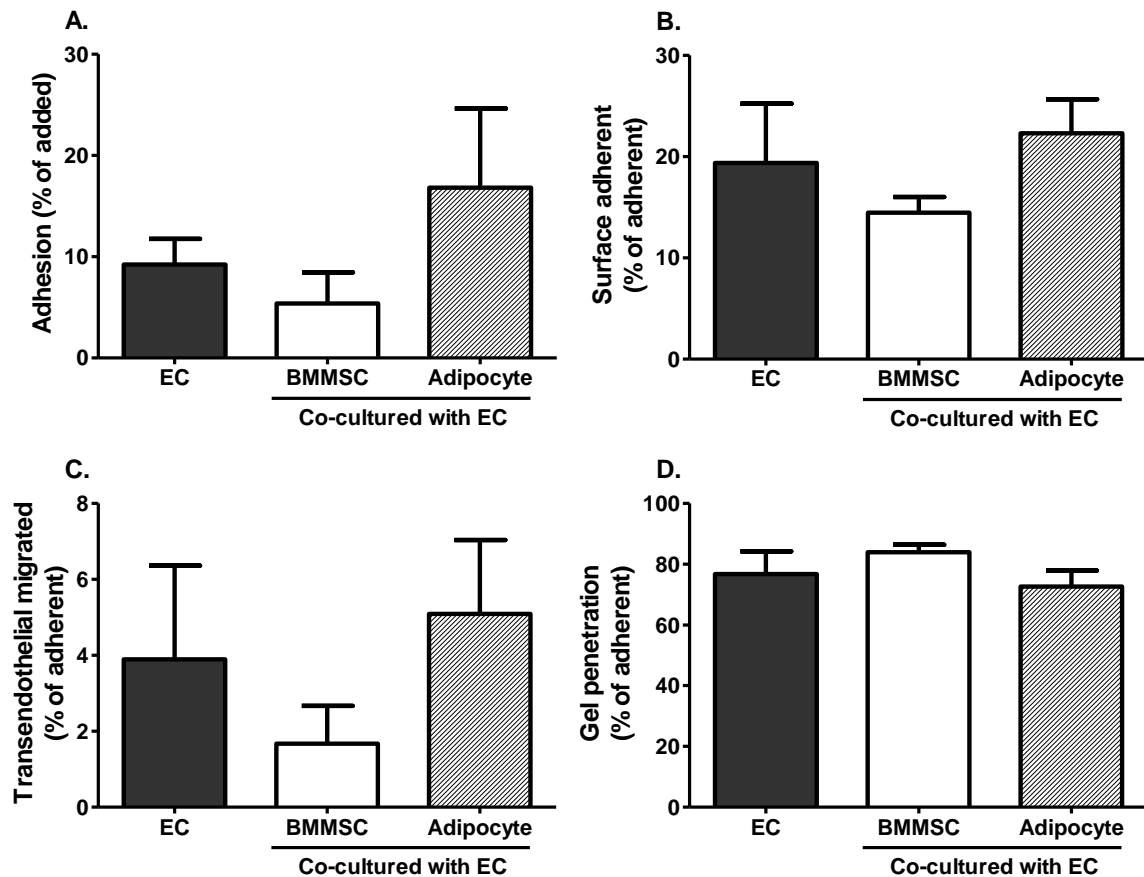 A.
Adhesion (% of added)
30
20
10
0
EC
BMMSC
Adipocyte
Co-cultured with EC
B.
Surface adherent
(% of adherent)
30
20
10
0
EC
BMMSC
Adipocyte
Co-cultured with EC
C.
Transendothelial migrated
(% of adherent)
8
6
4
2
0
EC
BMMSC
Adipocyte
Co-cultured with EC
D.
Gel penetration
(% of adherent)
100
80
60
40
20
0
EC
BMMSC
Adipocyte
Co-cultured with EC